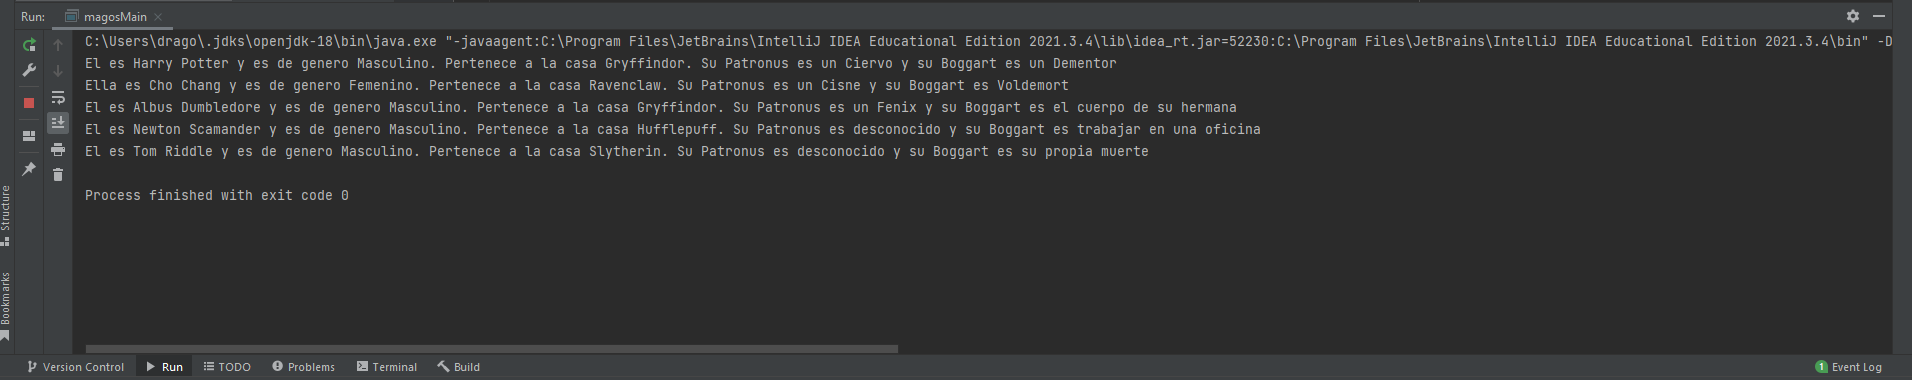 Run: magosMain
C:\Users\drago\.jdks\openjdk-18\bin\java.exe "-javaagent:C:\Program Files\JetBrains\IntelliJ IDEA Educational Edition 2021.3.4\lib\idea_rt.jar=52230:C:\Program Files\JetBrains\IntelliJ IDEA Educational Edition 2021.3.4\bin" -D
El es Harry Potter y es de genero Masculino. Pertenece a la casa Gryffindor. Su Patronus es un Ciervo y su Boggart es un Dementor
Ella es Cho Chang y es de genero Femenino. Pertenece a la casa Ravenclaw. Su Patronus es un Cisne y su Boggart es Voldemort
El es Albus Dumbledore y es de genero Masculino. Pertenece a la casa Gryffindor. Su Patronus es un Fenix y su Boggart es el cuerpo de su hermana
El es Newton Scamander y es de genero Masculino. Pertenece a la casa Hufflepuff. Su Patronus es desconocido y su Boggart es trabajar en una oficina
El es Tom Riddle y es de genero Masculino. Pertenece a la casa Slytherin. Su Patronus es desconocido y su Boggart es su propia muerte
Process finished with exit code 0
Structure
Bookmarks
Version Control Run TODO Problems Terminal Build 1 Event Log